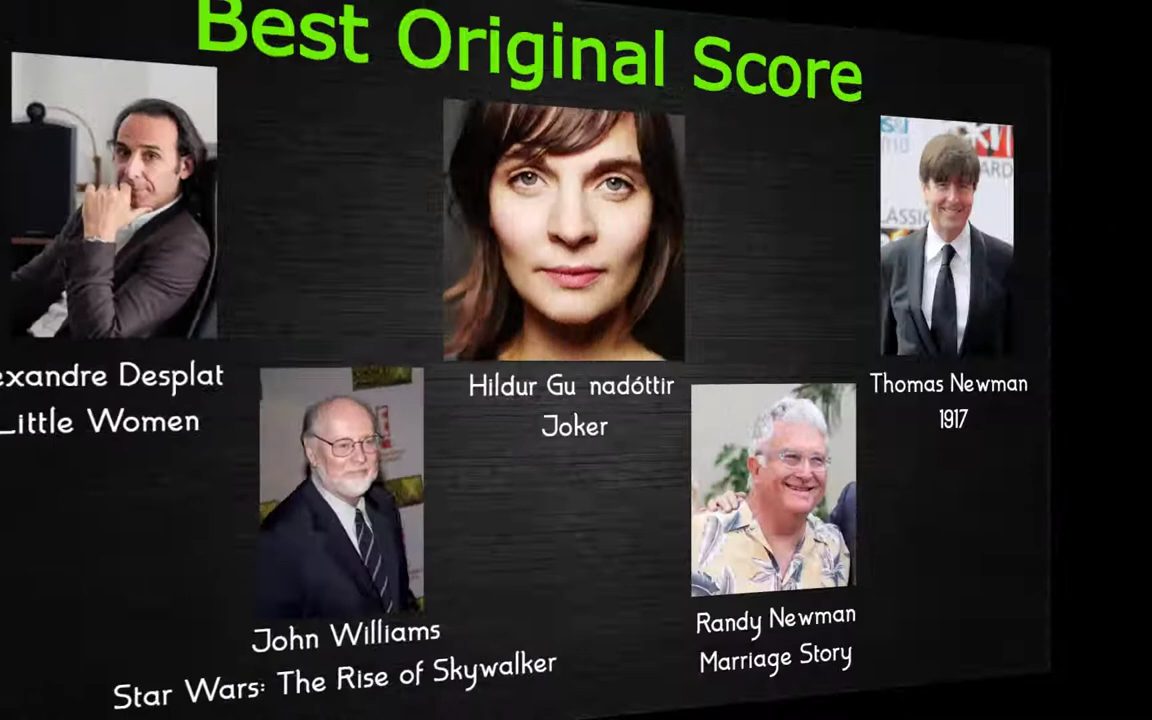 Best Original Score
exandre Desplat
Little Women
Hildur Gu nadóttir
Joker
Thomas Newman
1917
John Williams
Star Wars: The Rise of Skywalker
Randy Newman
Marriage Story